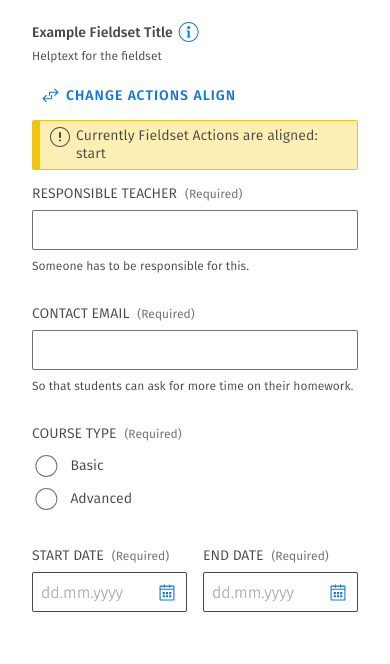 Example Fieldset Title
Helptext for the fieldset
CHANGE ACTIONS ALIGN
Currently Fieldset Actions are aligned:
start
RESPONSIBLE TEACHER (Required)
Someone has to be responsible for this.
CONTACT EMAIL (Required)
So that students can ask for more time on their homework.
COURSE TYPE (Required)
Basic
Advanced
START DATE (Required) END DATE (Required)
dd.mm.yyyy dd.mm.yyyy